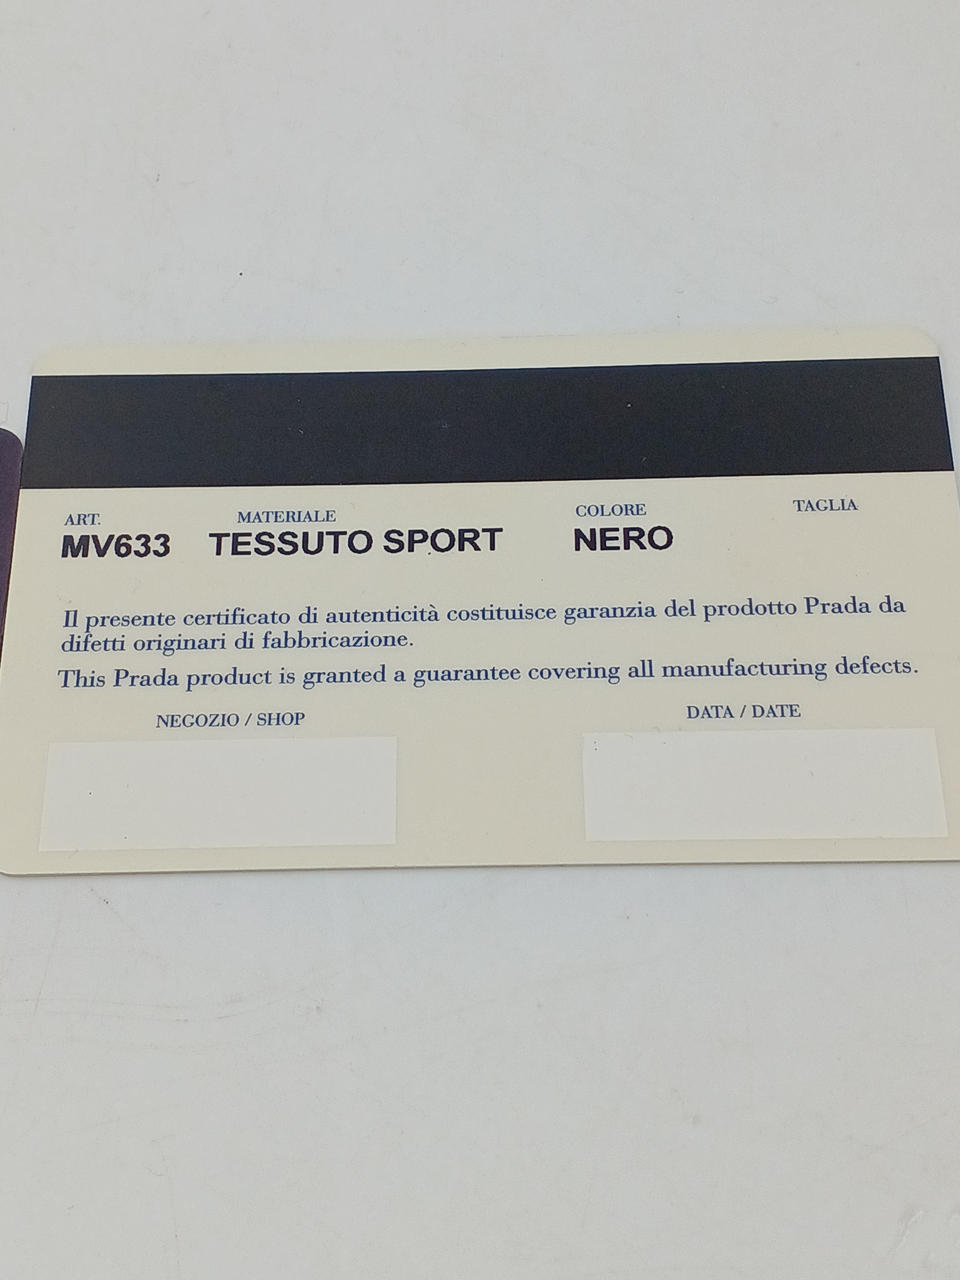 ART. MATERIALE COLORE TAGLIA
MV633 TESSUTO SPORT NERO
Il presente certificato di autenticità costituisce garanzia del prodotto Prada da
difetti originari di fabbricazione.
This Prada product is granted a guarantee covering all manufacturing defects.
NEGOZIO / SHOP DATA / DATE